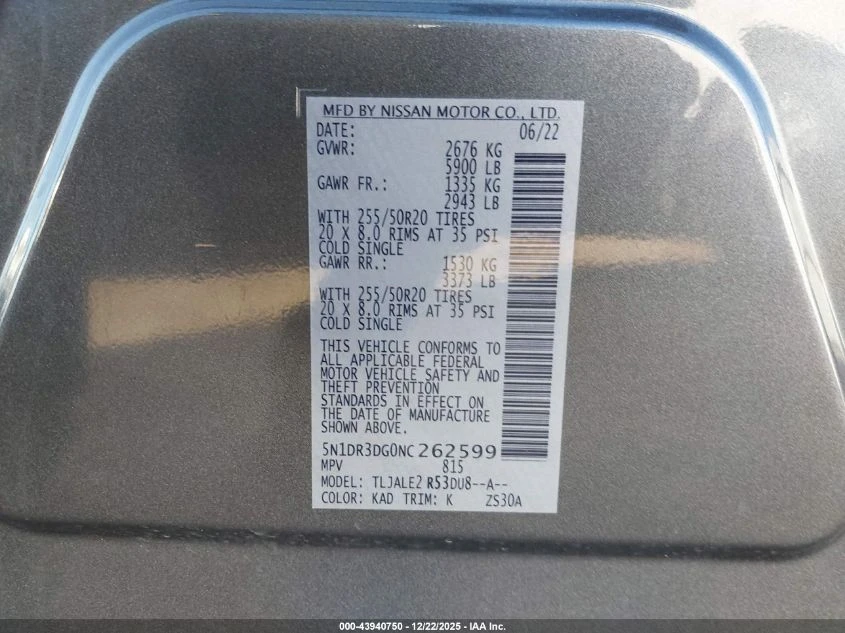 MFD BY NISSAN MOTOR CO., LTD.
DATE: 06/22
GVWR: 2676 KG
5900 LB
GAWR FR.: 1335 KG
2943 LB
WITH 255/50R20 TIRES
20 X 8.0 RIMS AT 35 PSI
COLD SINGLE
GAWR RR.: 1530 KG
3373 LB
WITH 255/50R20 TIRES
20 X 8.0 RIMS AT 35 PSI
COLD SINGLE
THIS VEHICLE CONFORMS TO
ALL APPLICABLE FEDERAL
MOTOR VEHICLE SAFETY AND
THEFT PREVENTION
STANDARDS IN EFFECT ON
THE DATE OF MANUFACTURE
SHOWN ABOVE.
5N1DR3DG0NC262599
MPV 815
MODEL: TLJALE2 R53DU8--A--
COLOR: KAD TRIM: K ZS30A
000-43940750 - 12/22/2025 - IAA Inc.